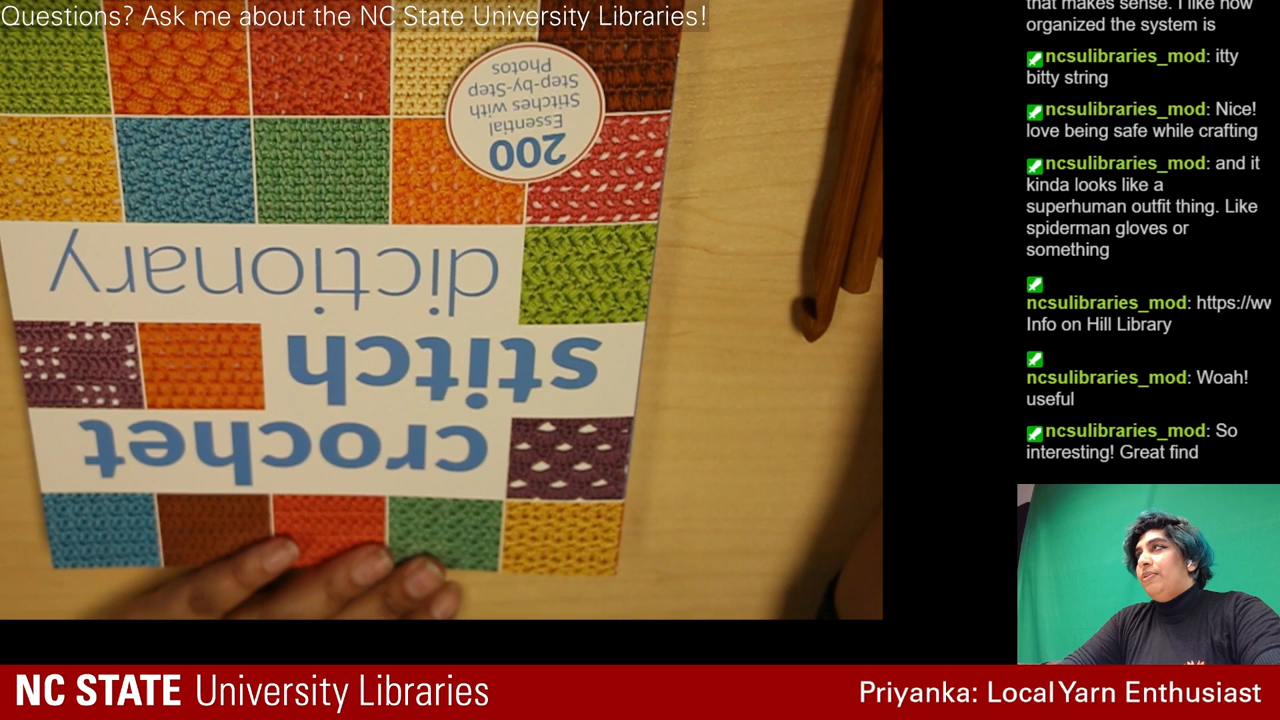 Questions? Ask me about the NC State University Libraries!
crochet
stitch
dictionary
200
Essential
Stitches with
Step-by-Step
Photos
that makes sense. I like how
organized the system is
ncsulibraries_mod: itty
bitty string
ncsulibraries_mod: Nice!
love being safe while crafting
ncsulibraries_mod: and it
kinda looks like a
superhuman outfit thing. Like
spiderman gloves or
something
ncsulibraries_mod: https://ww
Info on Hill Library
ncsulibraries_mod: Woah!
useful
ncsulibraries_mod: So
interesting! Great find
NC STATE University Libraries
Priyanka: Local Yarn Enthusiast